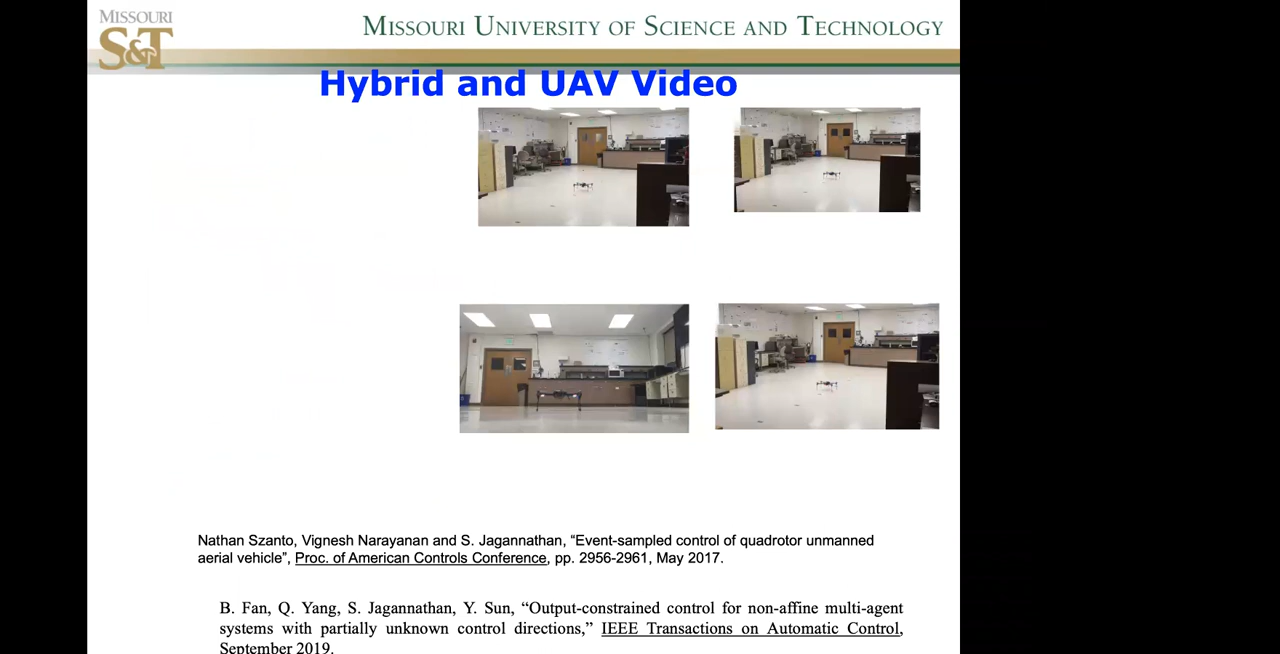 MISSOURI
S&T
MISSOURI UNIVERSITY OF SCIENCE AND TECHNOLOGY
Hybrid and UAV Video
Nathan Szanto, Vignesh Narayanan and S. Jagannathan, “Event-sampled control of quadrotor unmanned
aerial vehicle”, Proc. of American Controls Conference, pp. 2956-2961, May 2017.
B. Fan, Q. Yang, S. Jagannathan, Y. Sun, “Output-constrained control for non-affine multi-agent
systems with partially unknown control directions,” IEEE Transactions on Automatic Control,
September 2019.